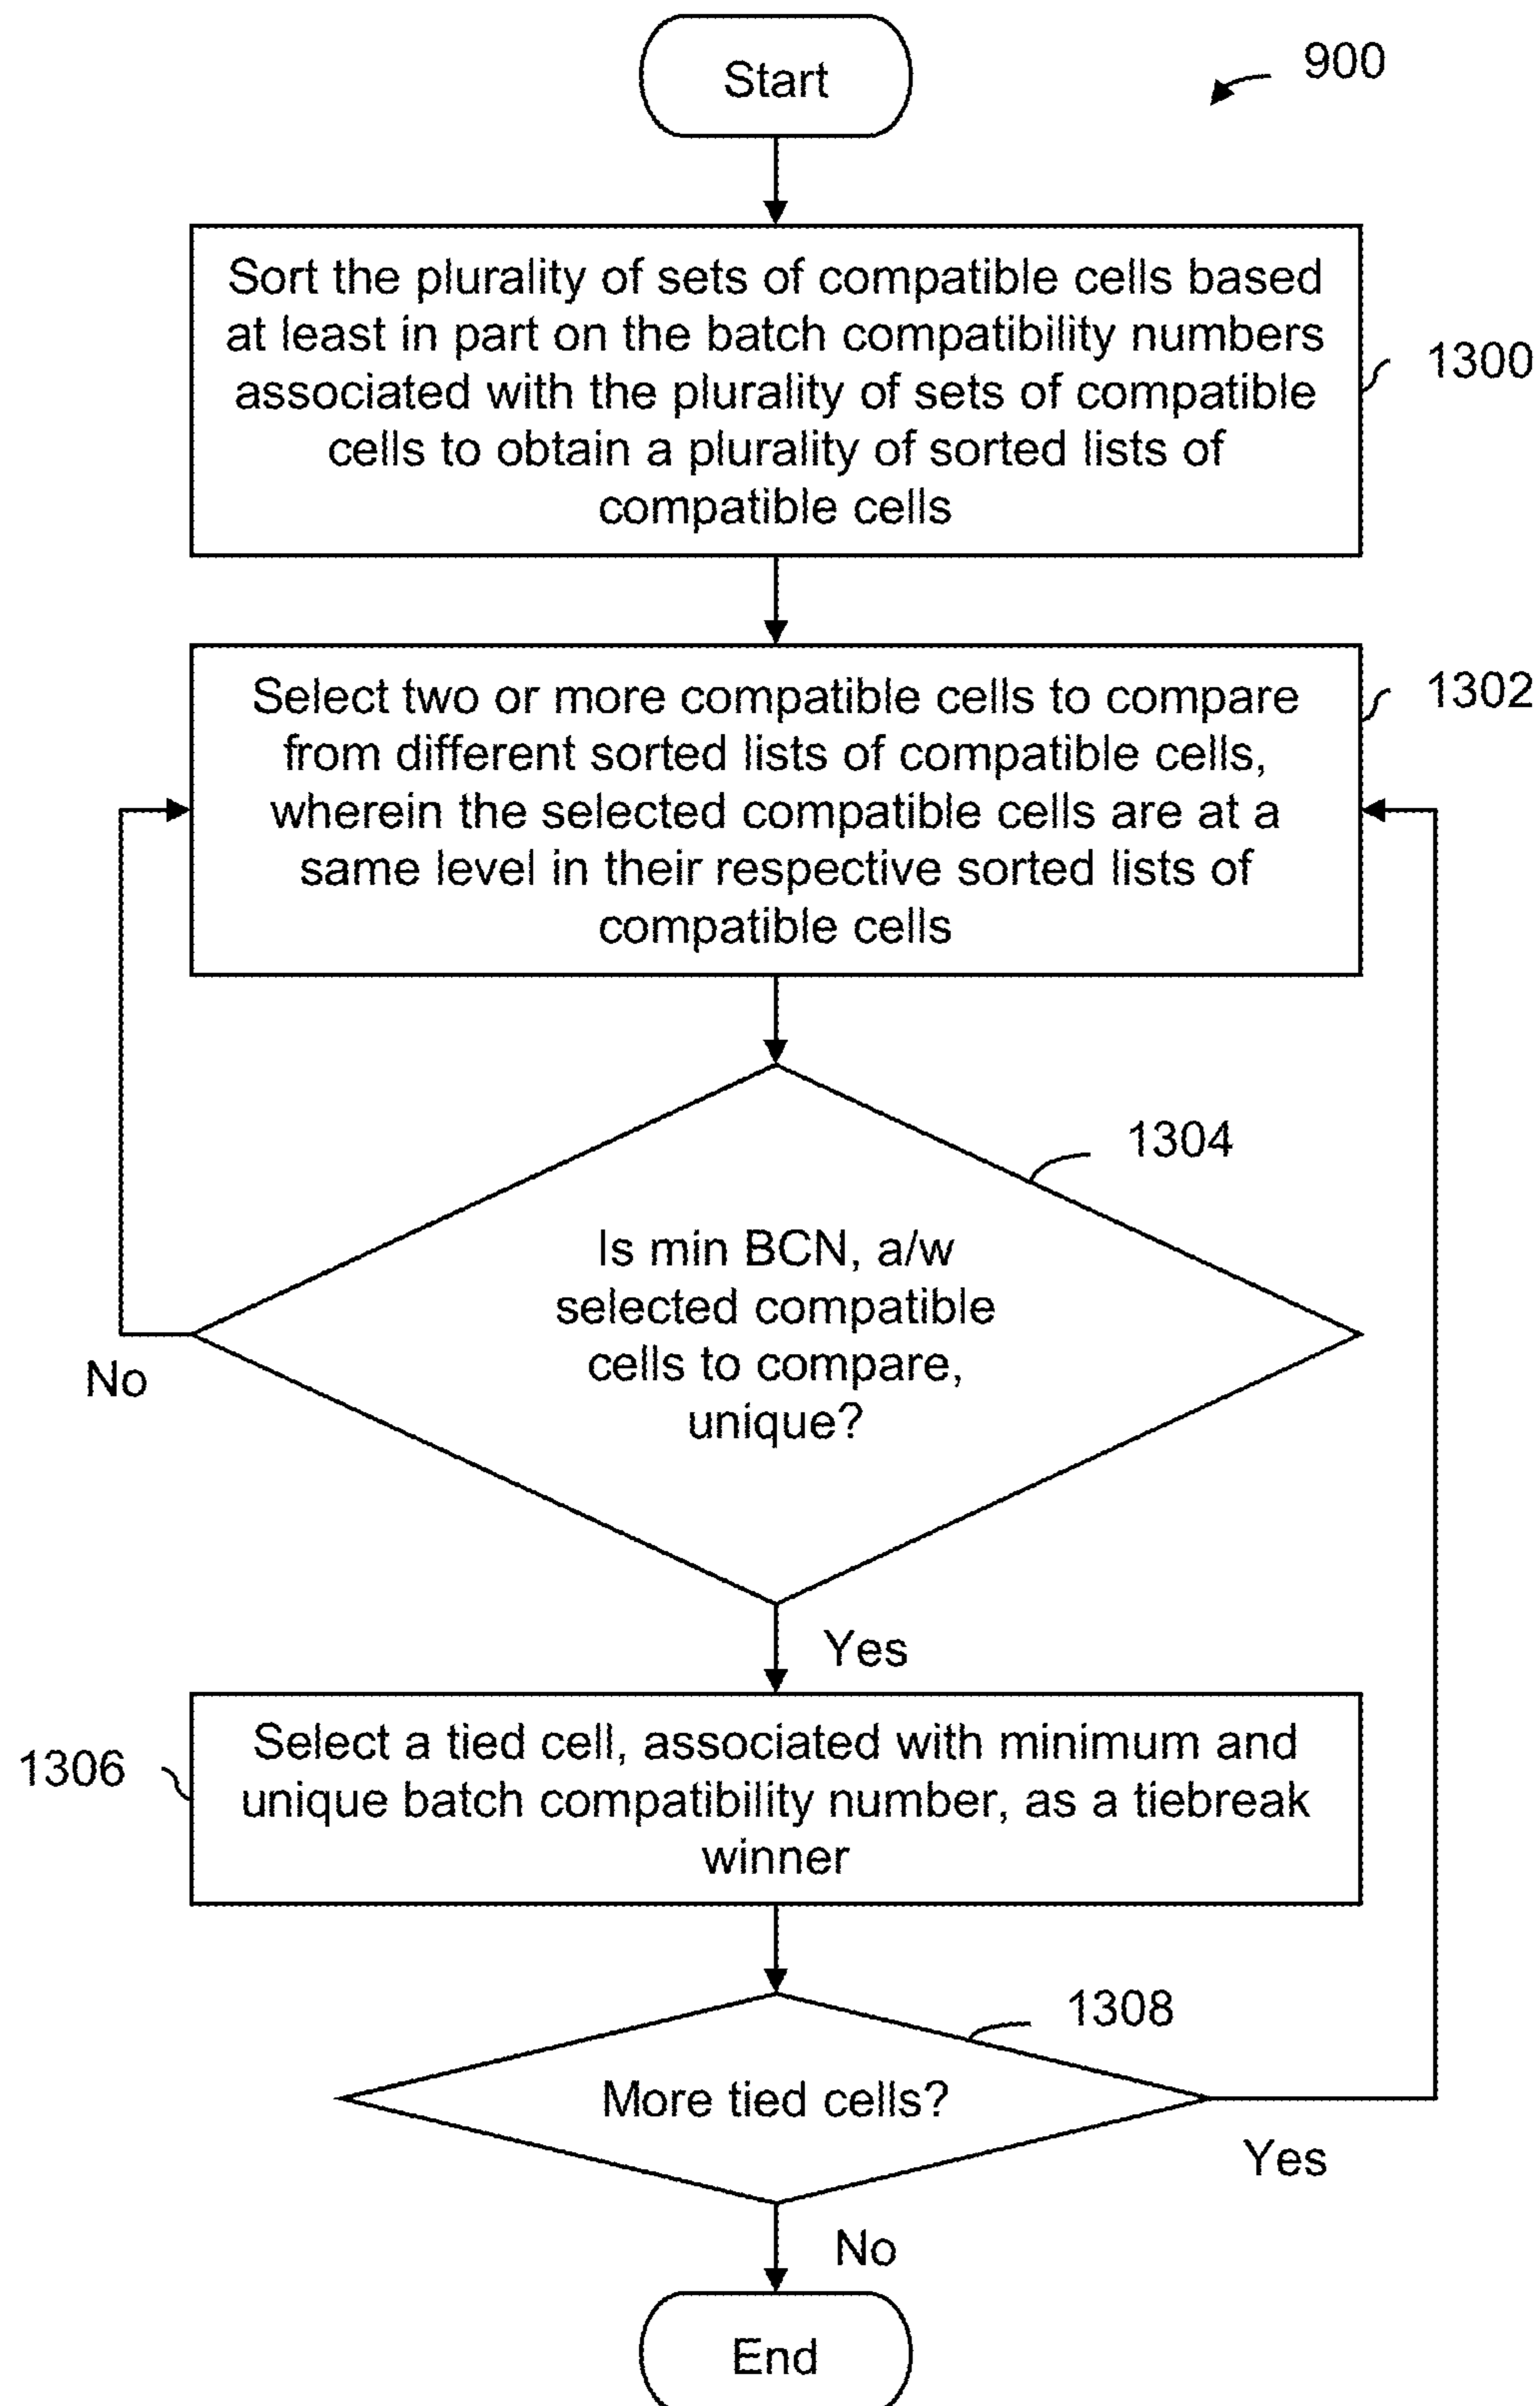 Start
900
Sort the plurality of sets of compatible cells based
at least in part on the batch compatibility numbers
associated with the plurality of sets of compatible
cells to obtain a plurality of sorted lists of
compatible cells
1300
Select two or more compatible cells to compare
from different sorted lists of compatible cells,
wherein the selected compatible cells are at a
same level in their respective sorted lists of
compatible cells
1302
1304
Is min BCN, a/w
selected compatible
cells to compare,
unique?
No
Yes
1306
Select a tied cell, associated with minimum and
unique batch compatibility number, as a tiebreak
winner
1308
More tied cells?
Yes
No
End